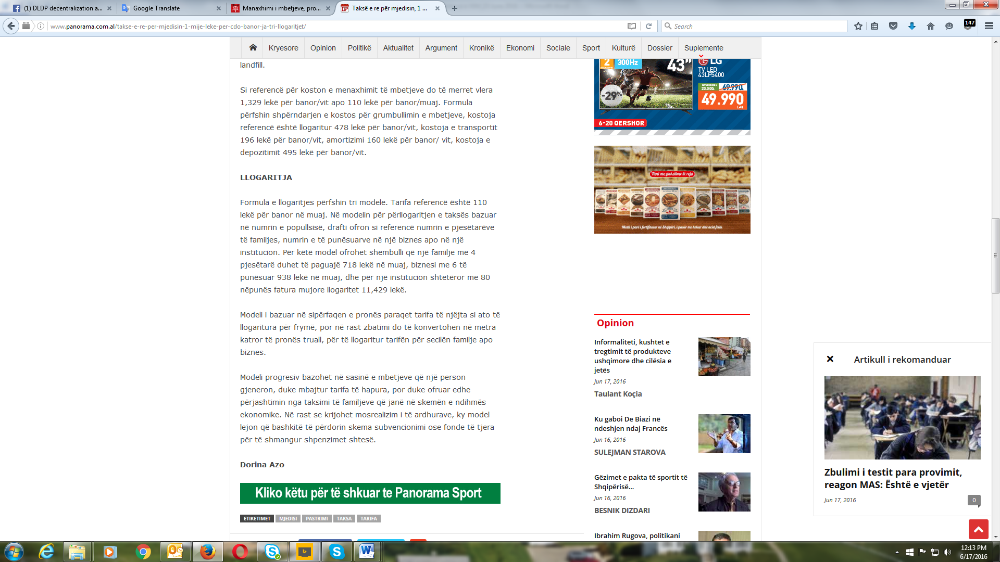 (1) DLDP decentralization a...
Google Translate
Manaxhimi i mbetjeve, pro...
Taksë e re për mjedisin, 1 ...
www.panorama.com.al/takse-e-re-per-mjedisin-1-mije-leke-per-cdo-banor-ja-tri-llogaritjet/
Search
147
Kryesore
Opinion
Politikë
Aktualitet
Argument
Kronikë
Ekonomi
Sociale
Sport
Kulturë
Dossier
Suplemente
landfill.
Si referencë për koston e menaxhimit të mbetjeve do të merret vlera
1,329 lekë për banor/vit apo 110 lekë për banor/muaj. Formula
përfshin shpërndarjen e kostos për grumbullimin e mbetjeve, kostoja
referencë është llogaritur 478 lekë për banor/vit, kostoja e transportit
196 lekë për banor/vit, amortizimi 160 lekë për banor/ vit, kostoja e
depozitimit 495 lekë për banor/vit.
LLOGARITJA
Formula e llogaritjes përfshin tri modele. Tarifa referencë është 110
lekë për banor në muaj. Në modelin për përllogaritjen e taksës bazuar
në numrin e popullsisë, drafti ofron si referencë numrin e pjesëtarëve
të familjes, numrin e të punësuarve në një biznes apo në një
institucion. Për këtë model ofrohet shembulli që një familje me 4
pjesëtarë duhet të paguajë 718 lekë në muaj, biznesi me 6 të
punësuar 938 lekë në muaj, dhe për një institucion shtetëror me 80
nëpunës fatura mujore llogaritet 11,429 lekë.
Modeli i bazuar në sipërfaqen e pronës paraqet tarifa të njëjta si ato të
llogaritura për frymë, por në rast zbatimi do të konvertohen në metra
katror të pronës truall, për të llogaritur tarifën për secilën familje apo
biznes.
Modeli progresiv bazohet në sasinë e mbetjeve që një person
gjeneron, duke mbajtur tarifa të hapura, por duke ofruar edhe
përjashtimin nga taksimi të familjeve që janë në skemën e ndihmës
ekonomike. Në rast se krijohet mosrealizim i të ardhurave, ky model
lejon që bashkitë të përdorin skema subvencionimi ose fonde të tjera
për të shmangur shpenzimet shtesë.
Dorina Azo
Kliko këtu për të shkuar te Panorama Sport
ETIKETIMET
MJEDISI
PASTRIMI
TAKSA
TARIFA
2
300Hz
43"
LG
TV LED
43LF5400
-29%
20.000
69.990
49.990
6-20 QERSHOR
Tani me paketime të reja
Mielli i parë i fortifikuar në Shqipëri, i pasur me hekur dhe acid folik
Opinion
Informaliteti, kushtet e
tregtimit të produkteve
ushqimore dhe cilësia e
jetës
Jun 17, 2016
Taulant Koçia
Ku gaboi De Biazi në
ndeshjen ndaj Francës
Jun 16, 2016
SULEJMAN STAROVA
Gëzimet e pakta të sportit të
Shqipërisë...
Jun 16, 2016
BESNIK DIZDARI
Ibrahim Rugova, politikani
Artikull i rekomanduar
Zbulimi i testit para provimit,
reagon MAS: Është e vjetër
Jun 17, 2016
0
12:13 PM
6/17/2016